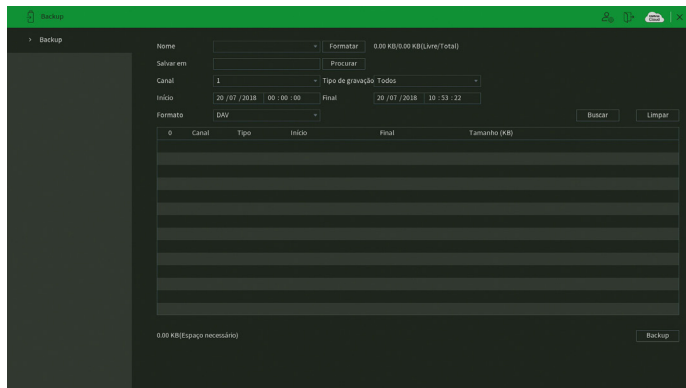 Backup
Backup
Nome Formatar 0.00 KB/0.00 KB(Livre/Total)
Salvar em Procurar
Canal 1 Tipo de gravação Todos
Início 20 /07 /2018 00 : 00 : 00 Final 20 /07 /2018 10 : 53 : 22
Formato DAV Buscar Limpar
0 Canal Tipo Início Final Tamanho (KB)
0.00 KB(Espaço necessário) Backup